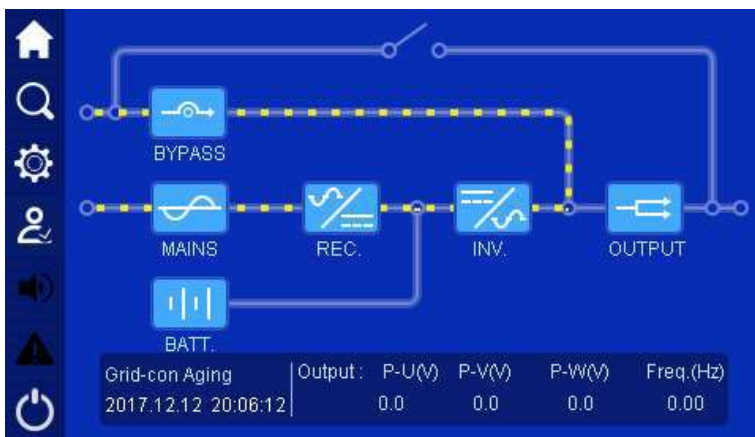 BYPASS
MAINS
REC.
INV.
OUTPUT
BATT.
Grid-con Aging
Output : P-U(V) P-V(V) P-W(V) Freq.(Hz)
2017.12.12 20:06:12
0.0 0.0 0.0 0.00